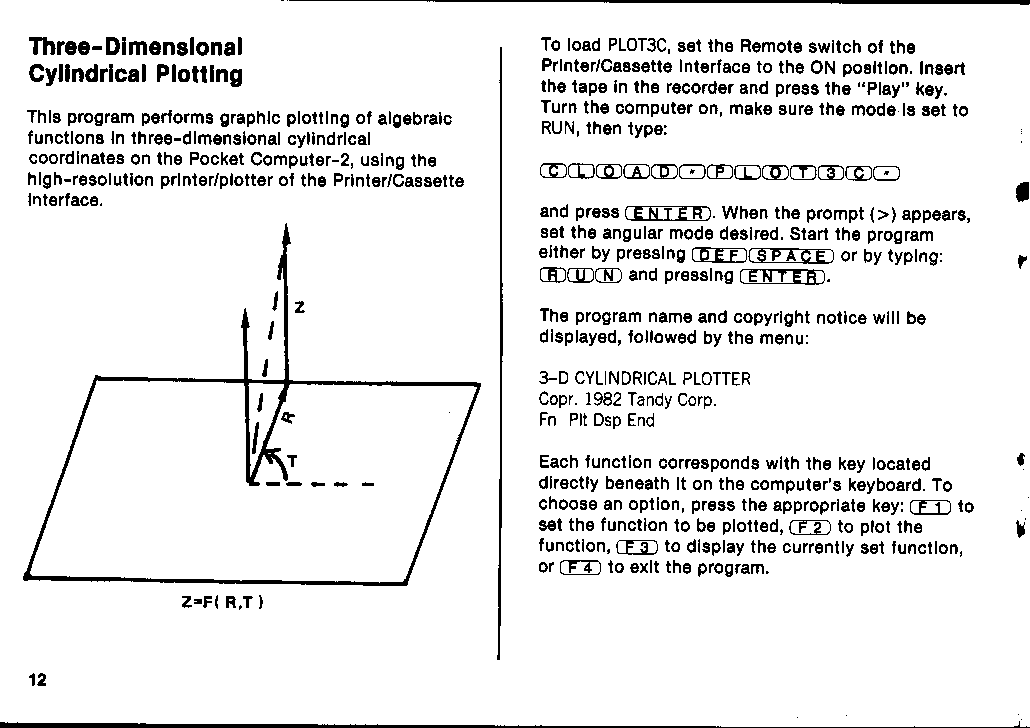 Three-Dimensional
Cylindrical Plotting
This program performs graphic plotting of algebraic
functions in three-dimensional cylindrical
coordinates on the Pocket Computer-2, using the
high-resolution printer/plotter of the Printer/Cassette
Interface.
Z
R
T
Z=F( R,T )
12
To load PLOT3C, set the Remote switch of the
Printer/Cassette Interface to the ON position. Insert
the tape in the recorder and press the "Play" key.
Turn the computer on, make sure the mode is set to
RUN, then type:
C L O A D " P L O T 3 C "
and press ENTER. When the prompt (>) appears,
set the angular mode desired. Start the program
either by pressing DEF SPACE or by typing:
R U N and pressing ENTER.
The program name and copyright notice will be
displayed, followed by the menu:
3-D CYLINDRICAL PLOTTER
Copr. 1982 Tandy Corp.
Fn Plt Dsp End
Each function corresponds with the key located
directly beneath it on the computer's keyboard. To
choose an option, press the appropriate key: F1 to
set the function to be plotted, F2 to plot the
function, F3 to display the currently set function,
or F4 to exit the program.